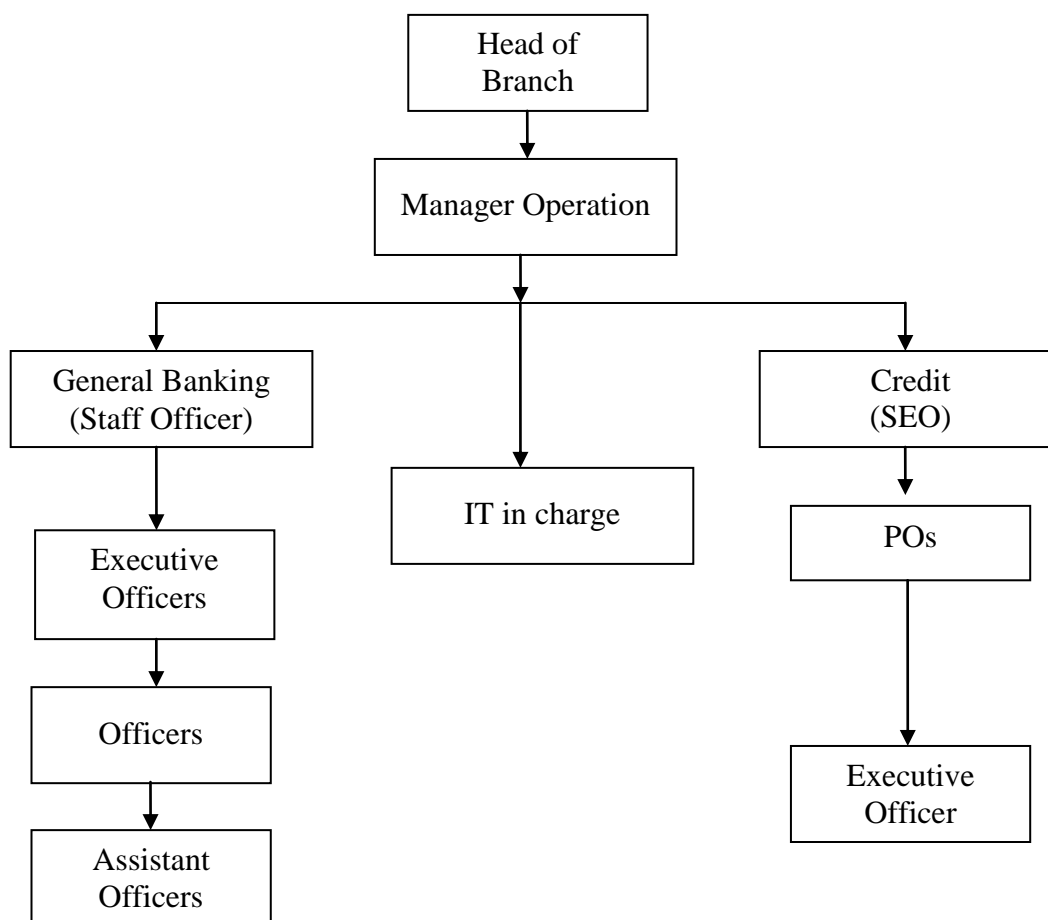 Head of
Branch
Manager Operation
General Banking
(Staff Officer)
Credit
(SEO)
IT in charge
POs
Executive
Officers
Officers
Executive
Officer
Assistant
Officers